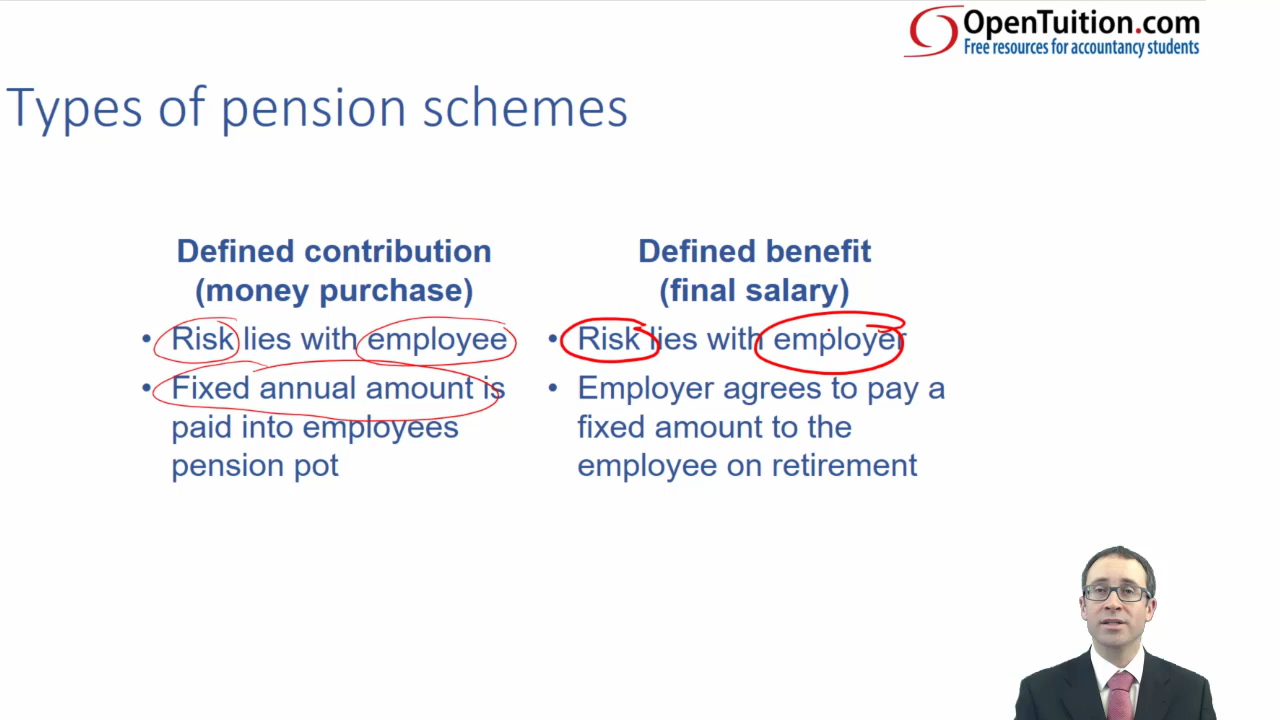 OpenTuition.com
Free resources for accountancy students
Types of pension schemes
Defined contribution
(money purchase)
• Risk lies with employee
• Fixed annual amount is
paid into employees
pension pot
Defined benefit
(final salary)
• Risk lies with employer
• Employer agrees to pay a
fixed amount to the
employee on retirement